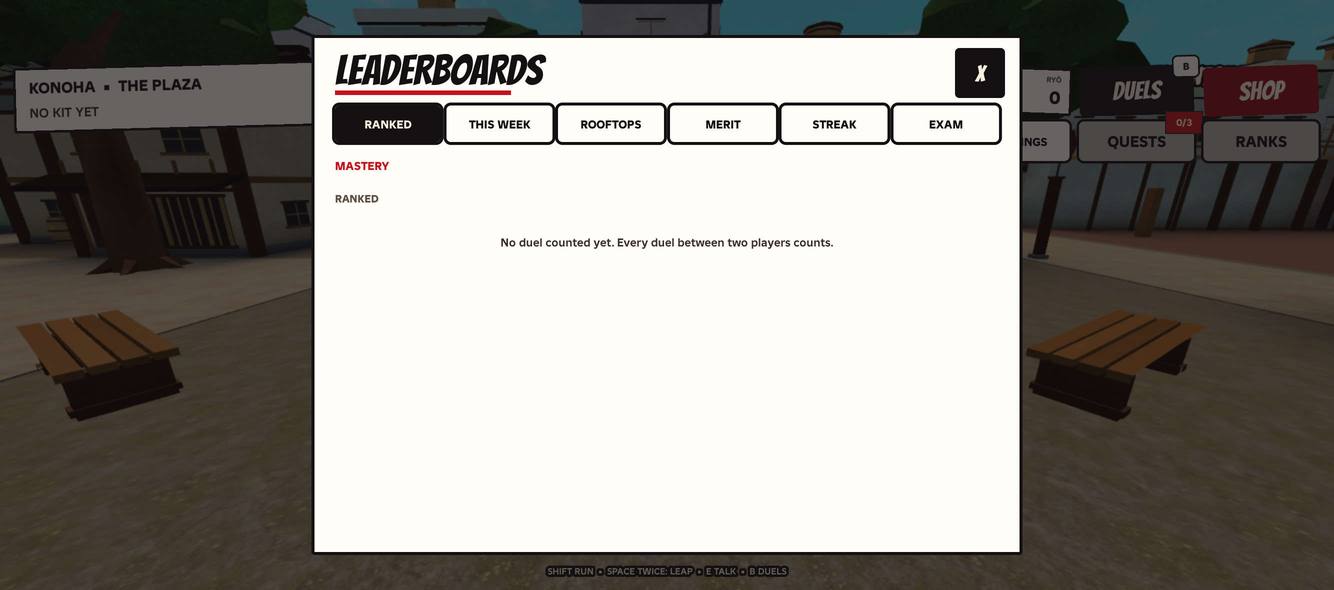 LEADERBOARDS
X
RANKED
THIS WEEK
ROOFTOPS
MERIT
STREAK
EXAM
MASTERY
RANKED
No duel counted yet. Every duel between two players counts.
KONOHA ▪ THE PLAZA
NO KIT YET
RYŌ
0
B
DUELS
SHOP
0/3
QUESTS
RANKS
SHIFT RUN • SPACE TWICE: LEAP • E TALK • B DUELS